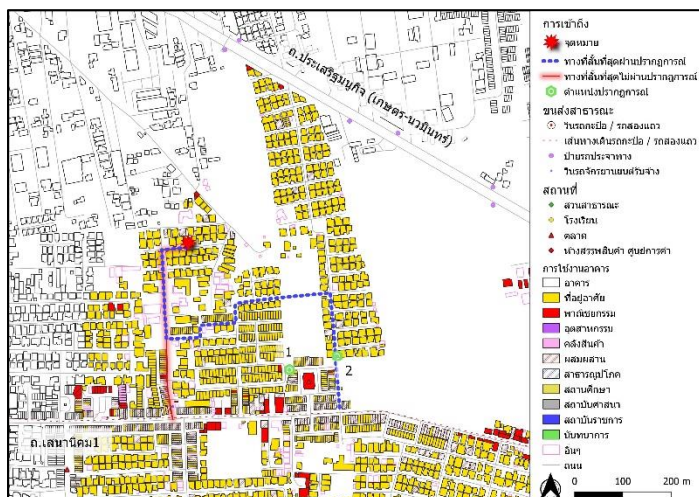 ถ.ประเสริฐมนูกิจ (เกษตร-นวมินทร์)
1
2
ถ.เสนานิคม1
การเข้าถึง
จุดหมาย
ทางที่สั้นที่สุดผ่านปรากฏการณ์
ทางที่สั้นที่สุดไม่ผ่านปรากฏการณ์
ตำแหน่งปรากฏการณ์
ขนส่งสาธารณะ
วินรถกะป๊อ / รถสองแถว
เส้นทางเดินรถกะป๊อ / รถสองแถว
ป้ายรถประจำทาง
วินรถจักรยานยนต์รับจ้าง
สถานที่
สวนสาธารณะ
โรงเรียน
ตลาด
ห้างสรรพสินค้า ศูนย์การค้า
การใช้งานอาคาร
อาคาร
ที่อยู่อาศัย
พาณิชยกรรม
อุตสาหกรรม
คลังสินค้า
ผสมผสาน
สาธารณูปโภค
สถานศึกษา
สถาบันศาสนา
สถาบันราชการ
นันทนาการ
อื่นๆ
ถนน
0 100 200 m